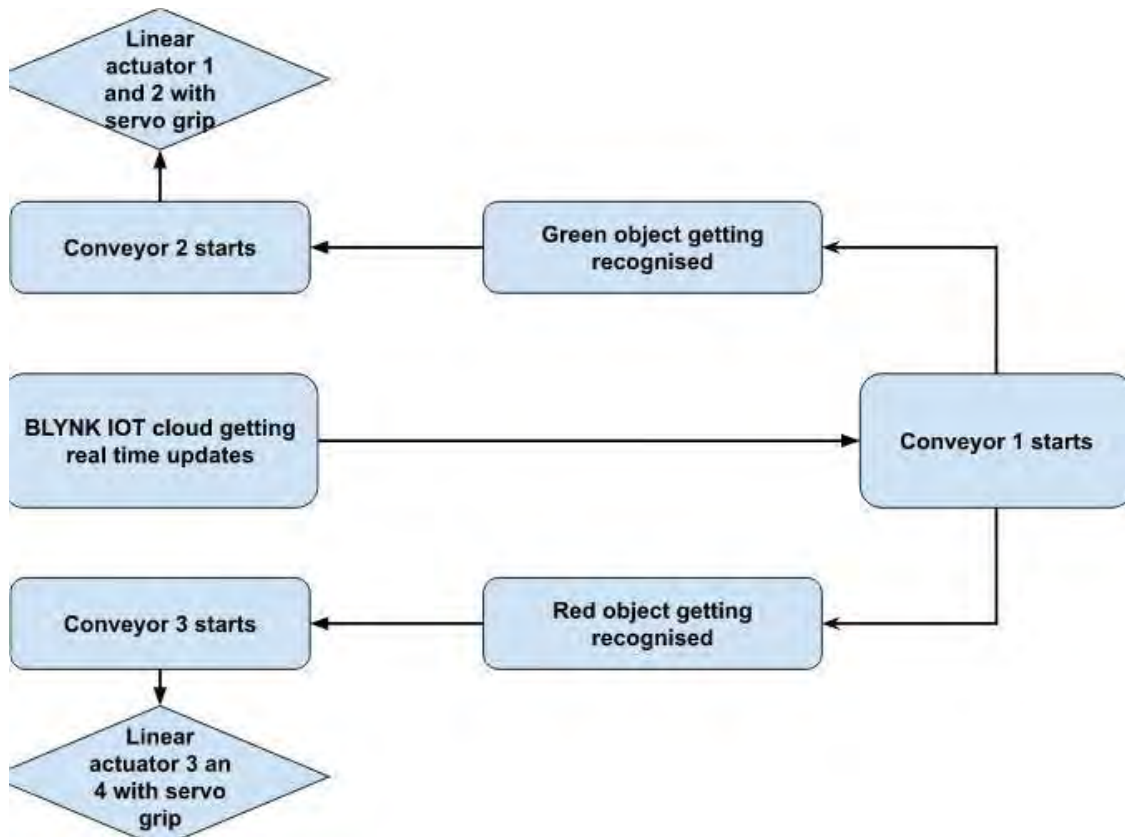 Linear
actuator 1
and 2 with
servo grip
Conveyor 2 starts
Green object getting
recognised
BLYNK IOT cloud getting
real time updates
Conveyor 1 starts
Conveyor 3 starts
Red object getting
recognised
Linear
actuator 3 an
4 with servo
grip